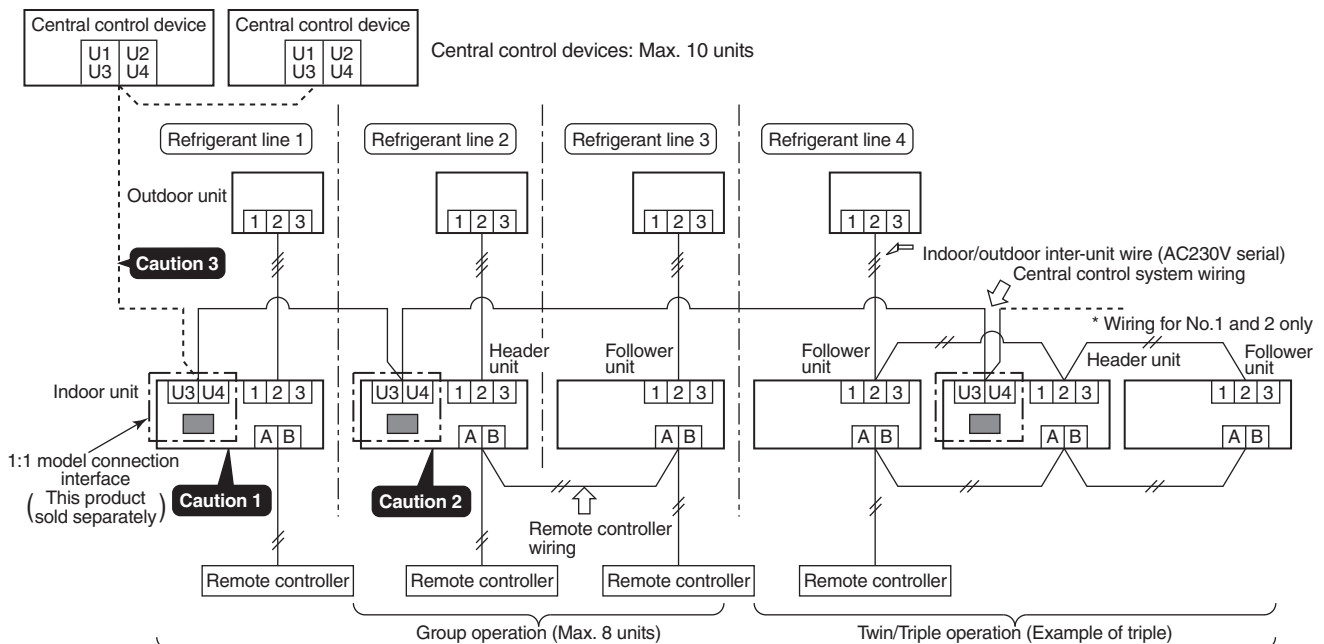 Central control device
U1 U2
U3 U4
Central control device
U1 U2
U3 U4
Central control devices: Max. 10 units
Refrigerant line 1
Refrigerant line 2
Refrigerant line 3
Refrigerant line 4
Outdoor unit
1 2 3
1 2 3
1 2 3
1 2 3
Caution 3
Indoor/outdoor inter-unit wire (AC230V serial)
Central control system wiring
* Wiring for No.1 and 2 only
Indoor unit
U3 U4
1 2 3
A B
Header
unit
U3 U4
1 2 3
A B
Follower
unit
1 2 3
A B
Follower
unit
1 2 3
A B
Header unit
U3 U4
1 2 3
A B
Follower
unit
1 2 3
A B
1:1 model connection
interface
(This product
sold separately)
Caution 1
Caution 2
Remote controller
wiring
Remote controller
Remote controller
Remote controller
Remote controller
Group operation (Max. 8 units)
Twin/Triple operation (Example of triple)